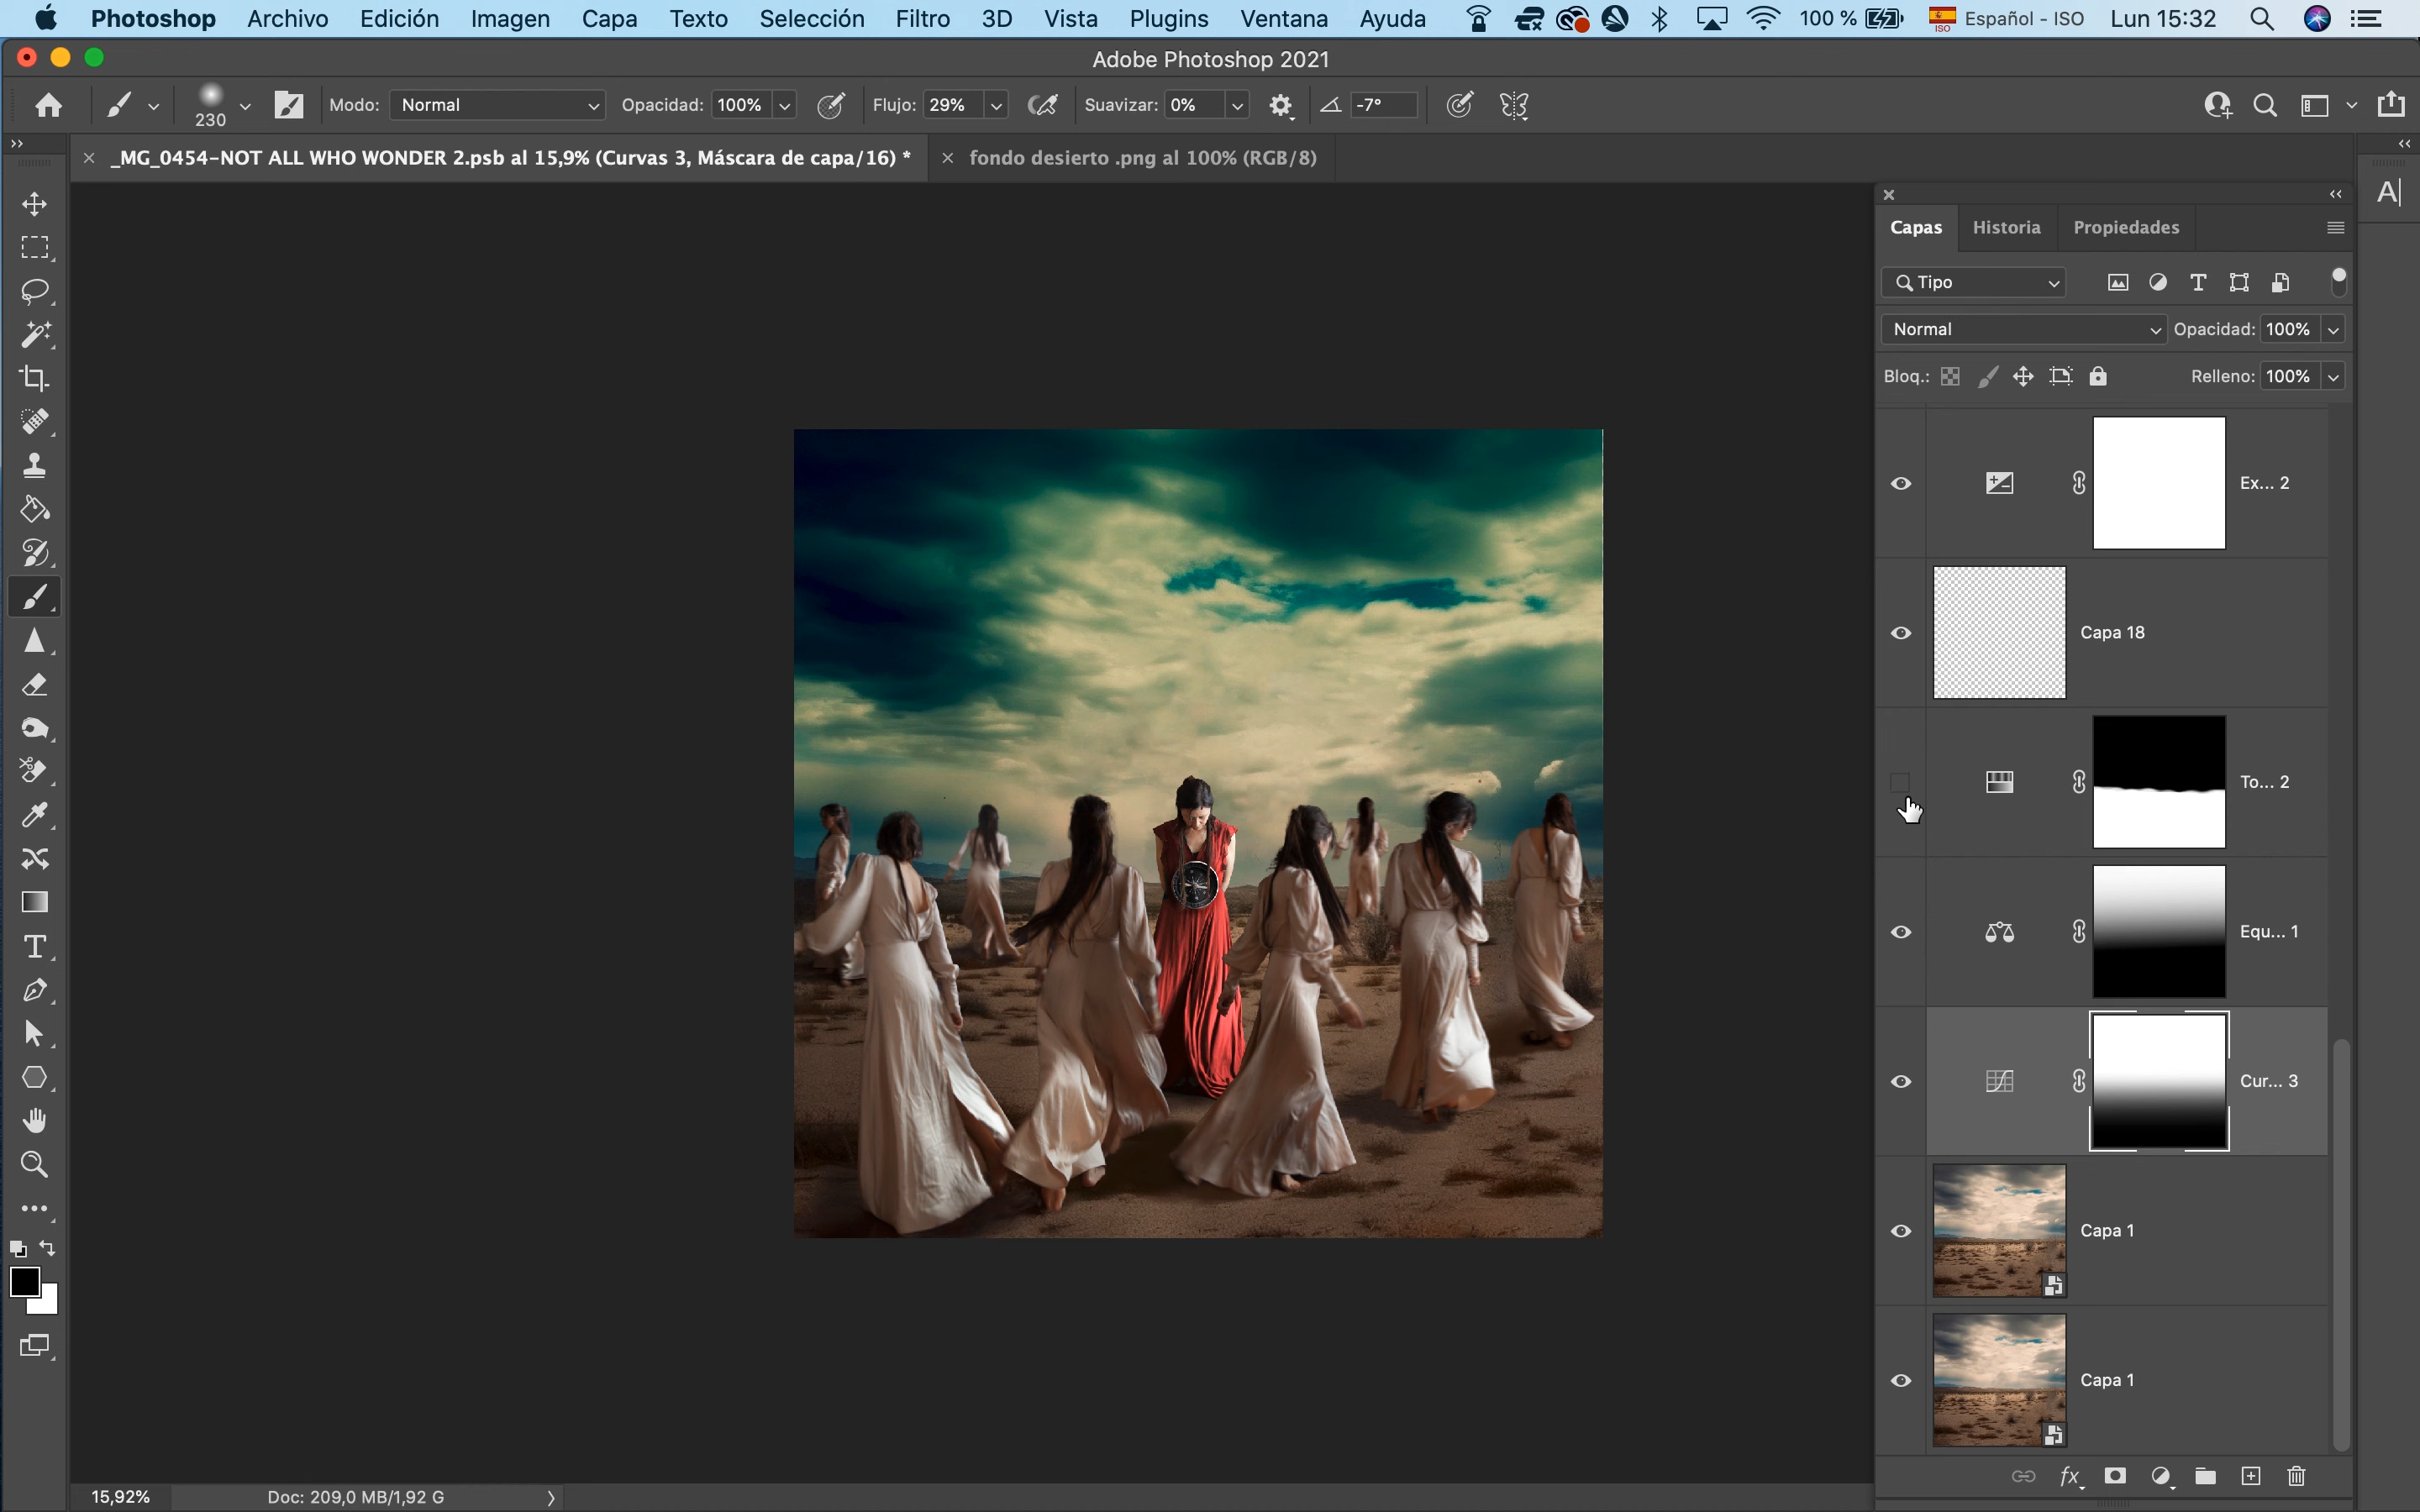 Photoshop Archivo Edición Imagen Capa Texto Selección Filtro 3D Vista Plugins Ventana Ayuda 100 % ISO Español - ISO Lun 15:32
Adobe Photoshop 2021
230 Modo: Normal Opacidad: 100% Flujo: 29% Suavizar: 0% -7°
_MG_0454-NOT ALL WHO WONDER 2.psb al 15,9% (Curvas 3, Máscara de capa/16) * fondo desierto .png al 100% (RGB/8)
A|
Capas Historia Propiedades
Tipo
Normal Opacidad: 100%
Bloq.: Relleno: 100%
Ex... 2
Capa 18
To... 2
Equ... 1
Cur... 3
Capa 1
Capa 1
fx
15,92% Doc: 209,0 MB/1,92 G